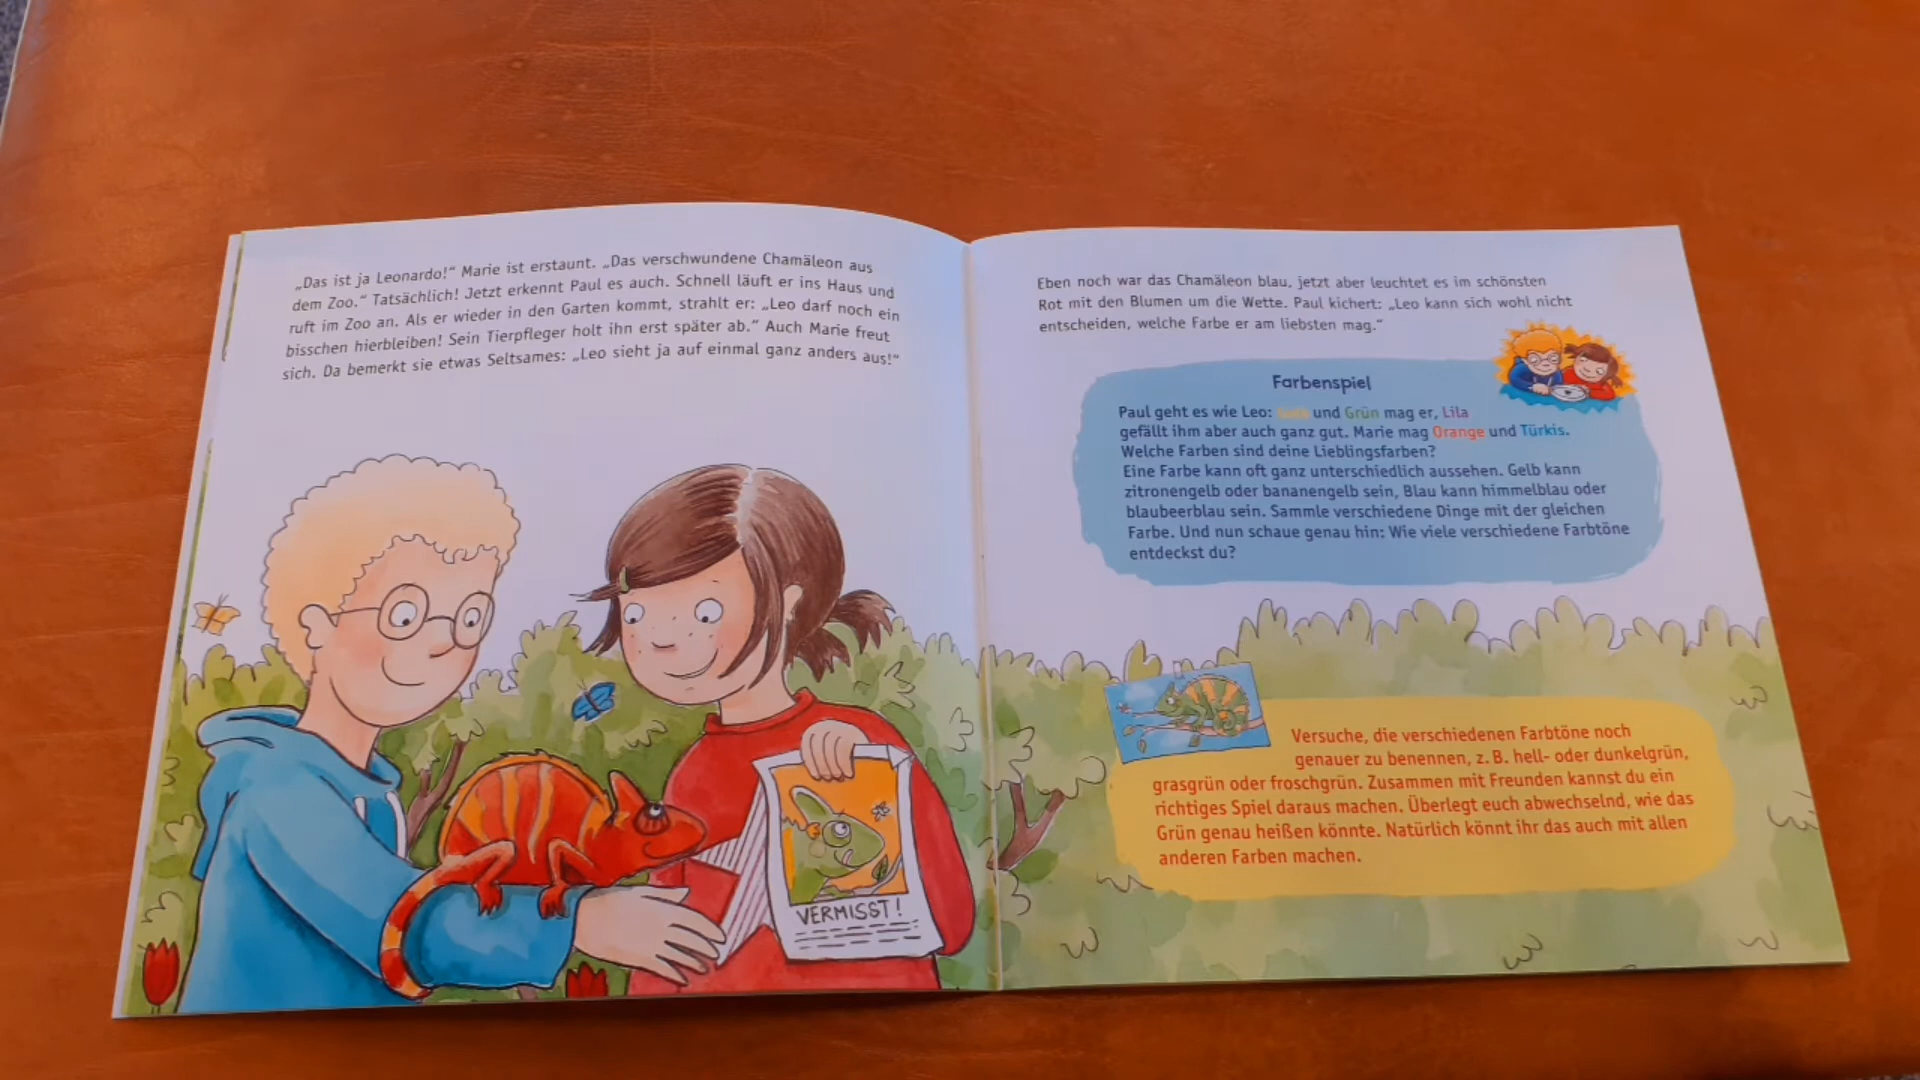 „Das ist ja Leonardo!“ Marie ist erstaunt. „Das verschwundene Chamäleon aus
dem Zoo.“ Tatsächlich! Jetzt erkennt Paul es auch. Schnell läuft er ins Haus und
ruft im Zoo an. Als er wieder in den Garten kommt, strahlt er: „Leo darf noch ein
bisschen hierbleiben! Sein Tierpfleger holt ihn erst später ab.“ Auch Marie freut
sich. Da bemerkt sie etwas Seltsames: „Leo sieht ja auf einmal ganz anders aus!“
VERMISST!
Eben noch war das Chamäleon blau, jetzt aber leuchtet es im schönsten
Rot mit den Blumen um die Wette. Paul kichert: „Leo kann sich wohl nicht
entscheiden, welche Farbe er am liebsten mag.“
Farbenspiel
Paul geht es wie Leo: und Grün mag er, Lila
gefällt ihm aber auch ganz gut. Marie mag Orange und Türkis.
Welche Farben sind deine Lieblingsfarben?
Eine Farbe kann oft ganz unterschiedlich aussehen. Gelb kann
zitronengelb oder bananengelb sein, Blau kann himmelblau oder
blaubeerblau sein. Sammle verschiedene Dinge mit der gleichen
Farbe. Und nun schaue genau hin: Wie viele verschiedene Farbtöne
entdeckst du?
Versuche, die verschiedenen Farbtöne noch
genauer zu benennen, z. B. hell- oder dunkelgrün,
grasgrün oder froschgrün. Zusammen mit Freunden kannst du ein
richtiges Spiel daraus machen. Überlegt euch abwechselnd, wie das
Grün genau heißen könnte. Natürlich könnt ihr das auch mit allen
anderen Farben machen.